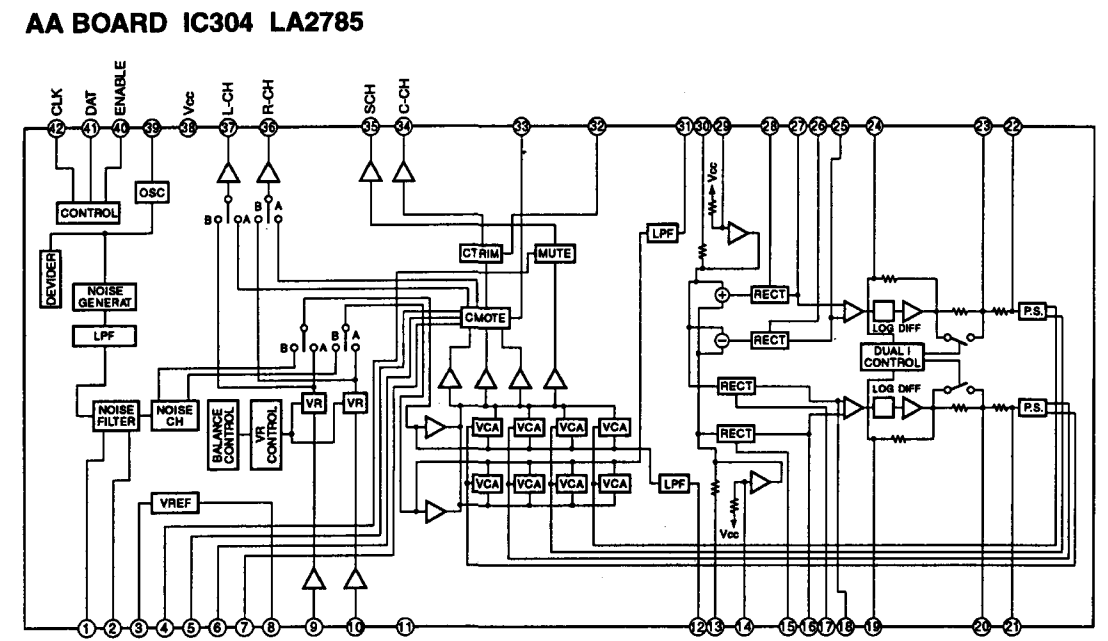 AA BOARD IC304 LA2785
CLK
DAT
ENABLE
Vcc
L-CH
R-CH
SCH
C-CH
42 41 40 39 38 37 36 35 34 33 32 31 30 29 28 27 26 25 24 23 22
Vcc
OSC
CONTROL
B A B A
LPF
DEVIDER
CTRIM
MUTE
NOISE
GENERAT
RECT
CMOTE
P.S.
LPF
LOG DIFF
B A B A
RECT
DUAL I
CONTROL
RECT
LOG DIFF
NOISE
FILTER
NOISE
CH
BALANCE
CONTROL
VR
CONTROL
VR
VR
P.S.
VCA VCA VCA VCA
RECT
VCA VCA VCA VCA
LPF
VREF
Vcc
1 2 3 4 5 6 7 8 9 10 11 12 13 14 15 16 17 18 19 20 21